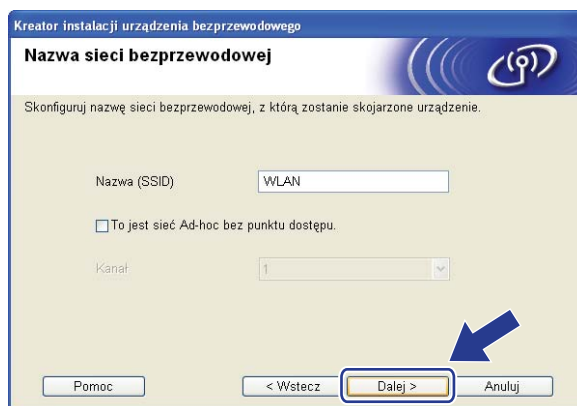 Kreator instalacji urządzenia bezprzewodowego
Nazwa sieci bezprzewodowej
Skonfiguruj nazwę sieci bezprzewodowej, z którą zostanie skojarzone urządzenie.
Nazwa (SSID) WLAN
To jest sieć Ad-hoc bez punktu dostępu.
Kanał 1
Pomoc < Wstecz Dalej > Anuluj